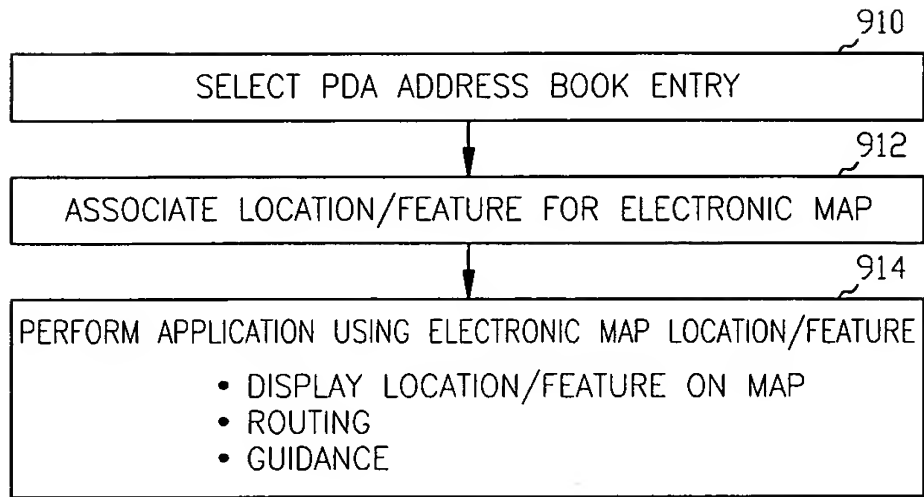 910
SELECT PDA ADDRESS BOOK ENTRY
912
ASSOCIATE LOCATION/FEATURE FOR ELECTRONIC MAP
914
PERFORM APPLICATION USING ELECTRONIC MAP LOCATION/FEATURE
• DISPLAY LOCATION/FEATURE ON MAP
• ROUTING
• GUIDANCE